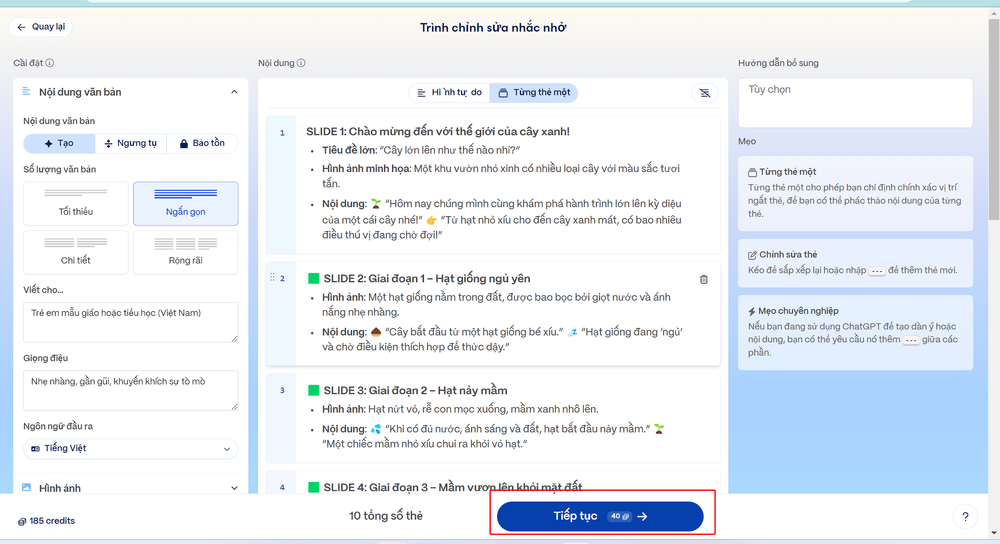 Quay lại
Trình chỉnh sửa nhắc nhở
Cài đặt
Nội dung văn bản
Nội dung văn bản
Tạo
Ngưng tụ
Bảo tồn
Số lượng văn bản
Tối thiểu
Ngắn gọn
Chi tiết
Rộng rãi
Viết cho...
Trẻ em mẫu giáo hoặc tiểu học (Việt Nam)
Giọng điệu
Nhẹ nhàng, gần gũi, khuyến khích sự tò mò
Ngôn ngữ đầu ra
Tiếng Việt
Hình ảnh
185 credits
Nội dung
Hình tự do
Từng thẻ một
1
SLIDE 1: Chào mừng đến với thế giới của cây xanh!
• Tiêu đề lớn: “Cây lớn lên như thế nào nhỉ?”
• Hình ảnh minh họa: Một khu vườn nhỏ xinh có nhiều loại cây với màu sắc tươi
tắn.
• Nội dung: 🌱 “Hôm nay chúng mình cùng khám phá hành trình lớn lên kỳ diệu
của một cái cây nhé!” 👉 “Từ hạt nhỏ xíu cho đến cây xanh mát, có bao nhiêu
điều thú vị đang chờ đợi!”
2
🟩 SLIDE 2: Giai đoạn 1 – Hạt giống ngủ yên
• Hình ảnh: Một hạt giống nằm trong đất, được bao bọc bởi giọt nước và ánh
nắng nhẹ nhàng.
• Nội dung: 🌰 “Cây bắt đầu từ một hạt giống bé xíu.” 💤 “Hạt giống đang ‘ngủ’
và chờ điều kiện thích hợp để thức dậy.”
3
🟩 SLIDE 3: Giai đoạn 2 – Hạt nảy mầm
• Hình ảnh: Hạt nứt vỏ, rễ con mọc xuống, mầm xanh nhô lên.
• Nội dung: 💦 “Khi có đủ nước, ánh sáng và đất, hạt bắt đầu nảy mầm.” 🌱
“Một chiếc mầm nhỏ xíu chui ra khỏi vỏ hạt.”
4
🟩 SLIDE 4: Giai đoạn 3 – Mầm vươn lên khỏi mặt đất
10 tổng số thẻ
Tiếp tục 40
Hướng dẫn bổ sung
Tùy chọn
Mẹo
Từng thẻ một
Từng thẻ một cho phép bạn chỉ định chính xác vị trí
ngắt thẻ, để bạn có thể phác thảo nội dung của từng
thẻ.
Chỉnh sửa thẻ
Kéo để sắp xếp lại hoặc nhập --- để thêm thẻ mới.
Mẹo chuyên nghiệp
Nếu bạn đang sử dụng ChatGPT để tạo dàn ý hoặc
nội dung, bạn có thể yêu cầu nó thêm --- giữa các
phần.
?